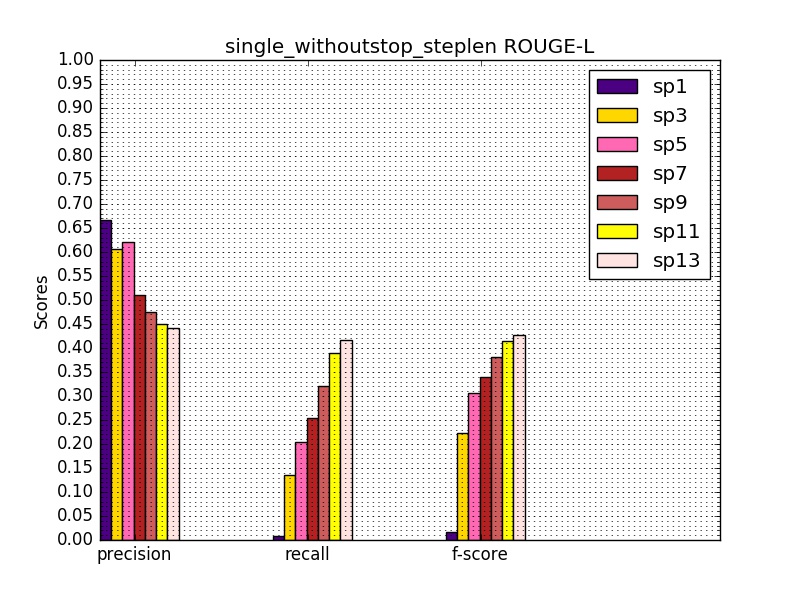 single_withoutstop_steplen ROUGE-L
1.00
0.95
0.90
0.85
0.80
0.75
0.70
0.65
0.60
0.55
0.50
0.45
0.40
0.35
0.30
0.25
0.20
0.15
0.10
0.05
0.00
Scores
precision
recall
f-score
sp1
sp3
sp5
sp7
sp9
sp11
sp13